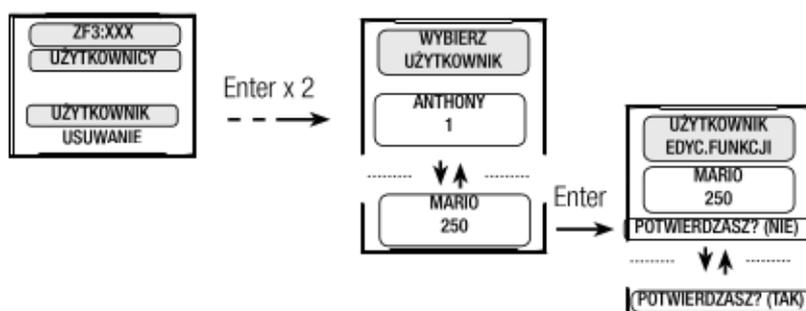 ZF3:XXX
UŻYTKOWNICY
UŻYTKOWNIK
USUWANIE
Enter x 2
WYBIERZ
UŻYTKOWNIK
ANTHONY
1
MARIO
250
Enter
UŻYTKOWNIK
EDYC.FUNKCJI
MARIO
250
POTWIERDZASZ? (NIE)
POTWIERDZASZ? (TAK)